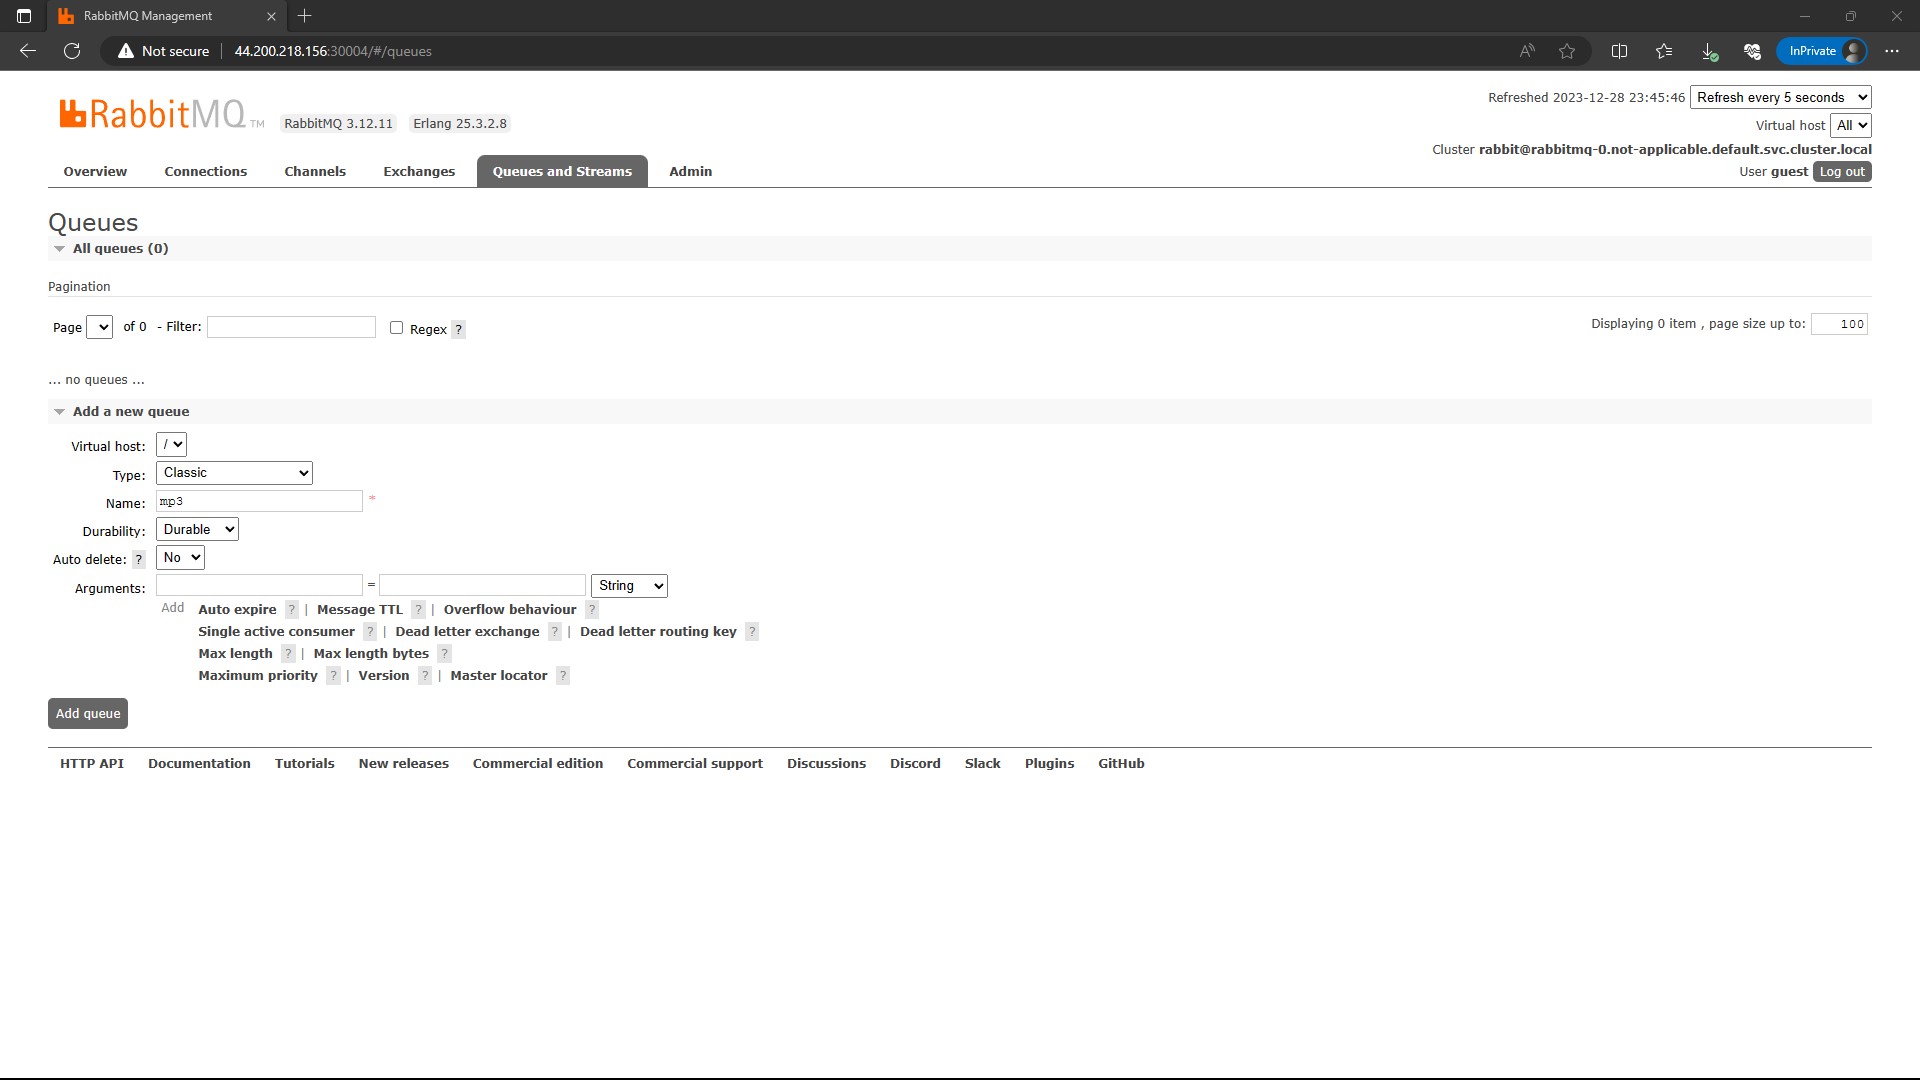 RabbitMQ Management
Not secure 44.200.218.156:30004/#/queues
InPrivate
RabbitMQ TM RabbitMQ 3.12.11 Erlang 25.3.2.8
Refreshed 2023-12-28 23:45:46 Refresh every 5 seconds
Virtual host All
Cluster rabbit@rabbitmq-0.not-applicable.default.svc.cluster.local
User guest Log out
Overview Connections Channels Exchanges Queues and Streams Admin
Queues
All queues (0)
Pagination
Page of 0 - Filter: Regex ? Displaying 0 item , page size up to: 100
... no queues ...
Add a new queue
Virtual host: /
Type: Classic
Name: mp3 *
Durability: Durable
Auto delete: ? No
Arguments: = String
Add Auto expire ? | Message TTL ? | Overflow behaviour ?
Single active consumer ? | Dead letter exchange ? | Dead letter routing key ?
Max length ? | Max length bytes ?
Maximum priority ? | Version ? | Master locator ?
Add queue
HTTP API Documentation Tutorials New releases Commercial edition Commercial support Discussions Discord Slack Plugins GitHub